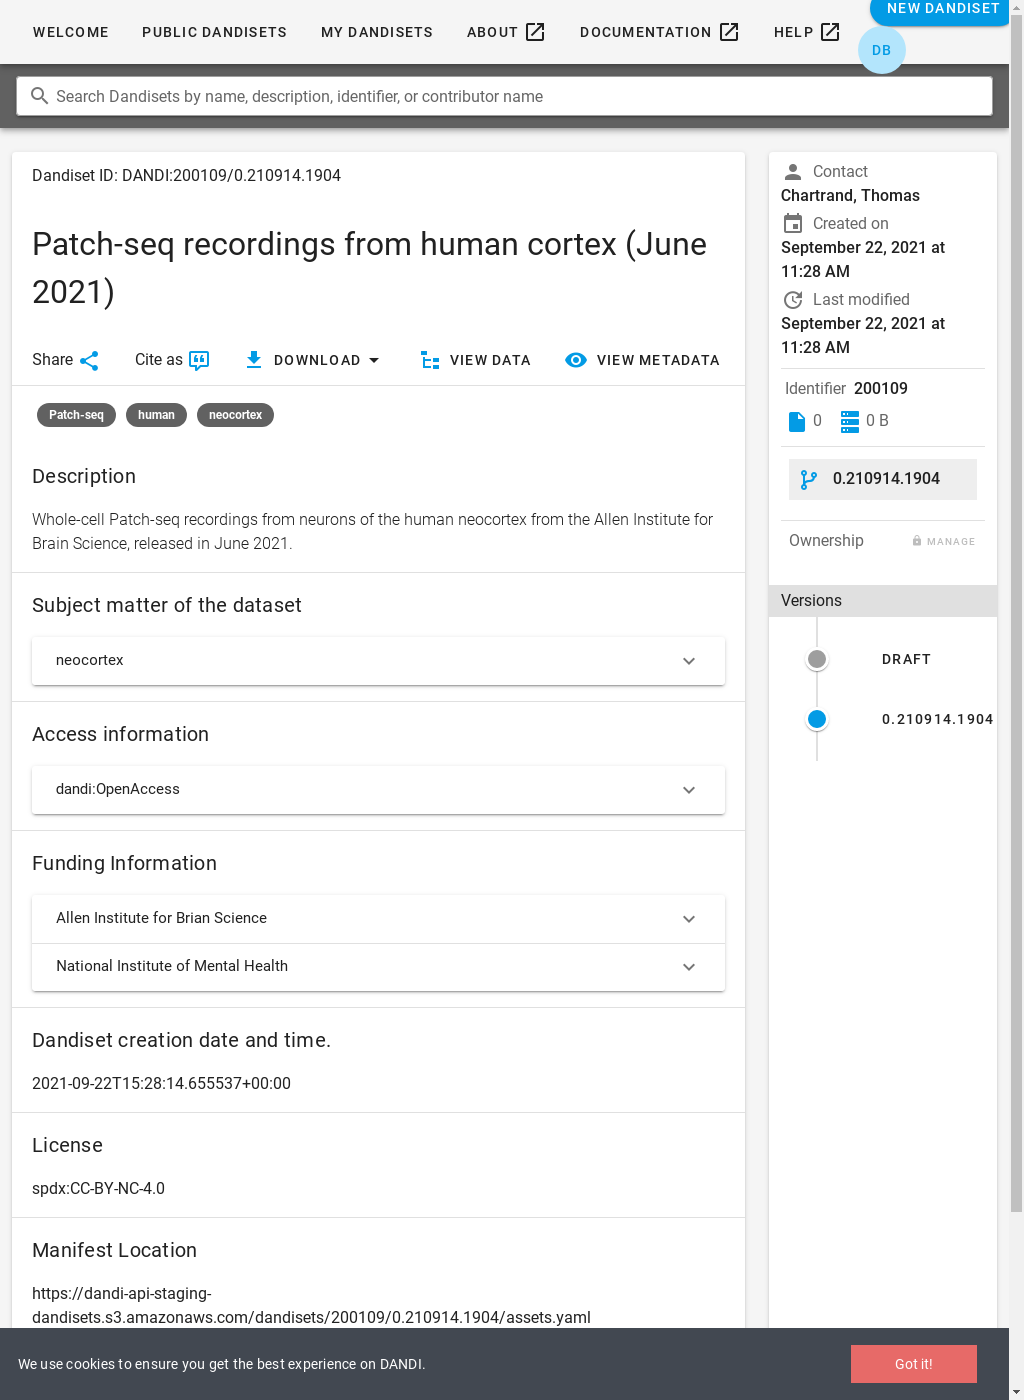 WELCOME
PUBLIC DANDISETS
MY DANDISETS
ABOUT
DOCUMENTATION
HELP
NEW DANDISET
DB
Search Dandisets by name, description, identifier, or contributor name
Dandiset ID: DANDI:200109/0.210914.1904
Patch-seq recordings from human cortex (June
2021)
Share
Cite as
DOWNLOAD
VIEW DATA
VIEW METADATA
Patch-seq
human
neocortex
Description
Whole-cell Patch-seq recordings from neurons of the human neocortex from the Allen Institute for
Brain Science, released in June 2021.
Subject matter of the dataset
neocortex
Access information
dandi:OpenAccess
Funding Information
Allen Institute for Brian Science
National Institute of Mental Health
Dandiset creation date and time.
2021-09-22T15:28:14.655537+00:00
License
spdx:CC-BY-NC-4.0
Manifest Location
https://dandi-api-staging-
dandisets.s3.amazonaws.com/dandisets/200109/0.210914.1904/assets.yaml
Contact
Chartrand, Thomas
Created on
September 22, 2021 at
11:28 AM
Last modified
September 22, 2021 at
11:28 AM
Identifier 200109
0
0 B
0.210914.1904
Ownership
MANAGE
Versions
DRAFT
0.210914.1904
We use cookies to ensure you get the best experience on DANDI.
Got it!